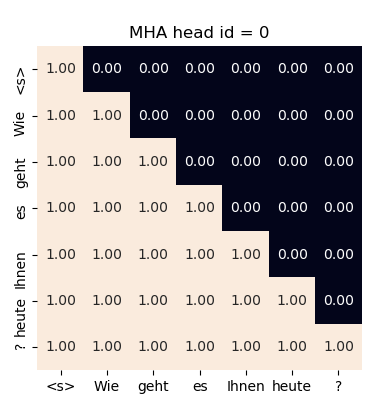 MHA head id = 0
<s> 1.00 0.00 0.00 0.00 0.00 0.00 0.00
Wie 1.00 1.00 0.00 0.00 0.00 0.00 0.00
geht 1.00 1.00 1.00 0.00 0.00 0.00 0.00
es 1.00 1.00 1.00 1.00 0.00 0.00 0.00
Ihnen 1.00 1.00 1.00 1.00 1.00 0.00 0.00
heute 1.00 1.00 1.00 1.00 1.00 1.00 0.00
? 1.00 1.00 1.00 1.00 1.00 1.00 1.00
<s> Wie geht es Ihnen heute ?